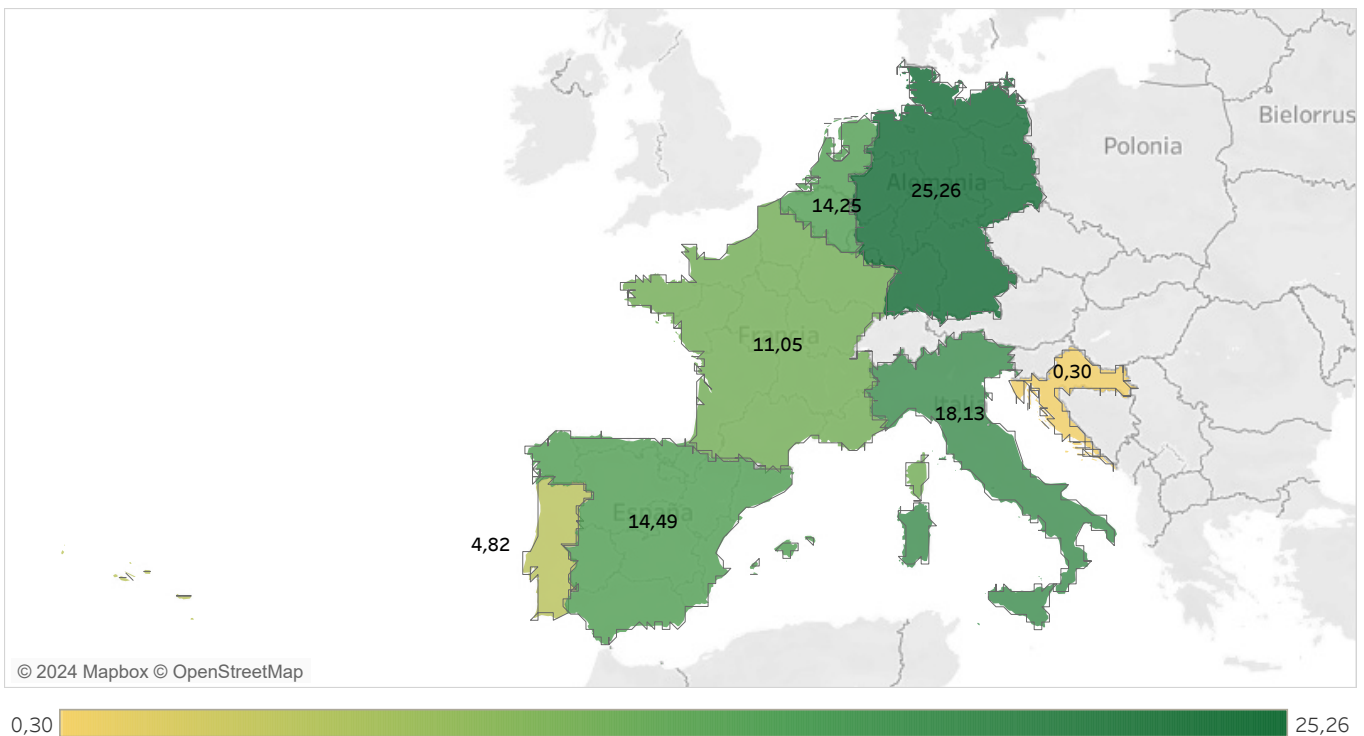 Bielorrus
Polonia
Alemania
25,26
14,25
Francia
11,05
0,30
Italia
18,13
España
14,49
4,82
© 2024 Mapbox © OpenStreetMap
0,30
25,26